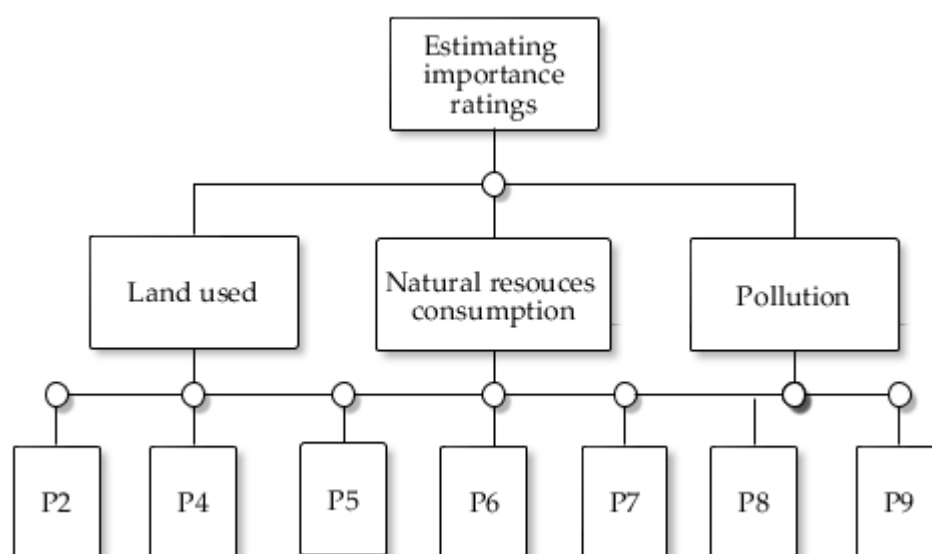 Estimating
importance
ratings
Land used
Natural resouces
consumption
Pollution
P2
P4
P5
P6
P7
P8
P9